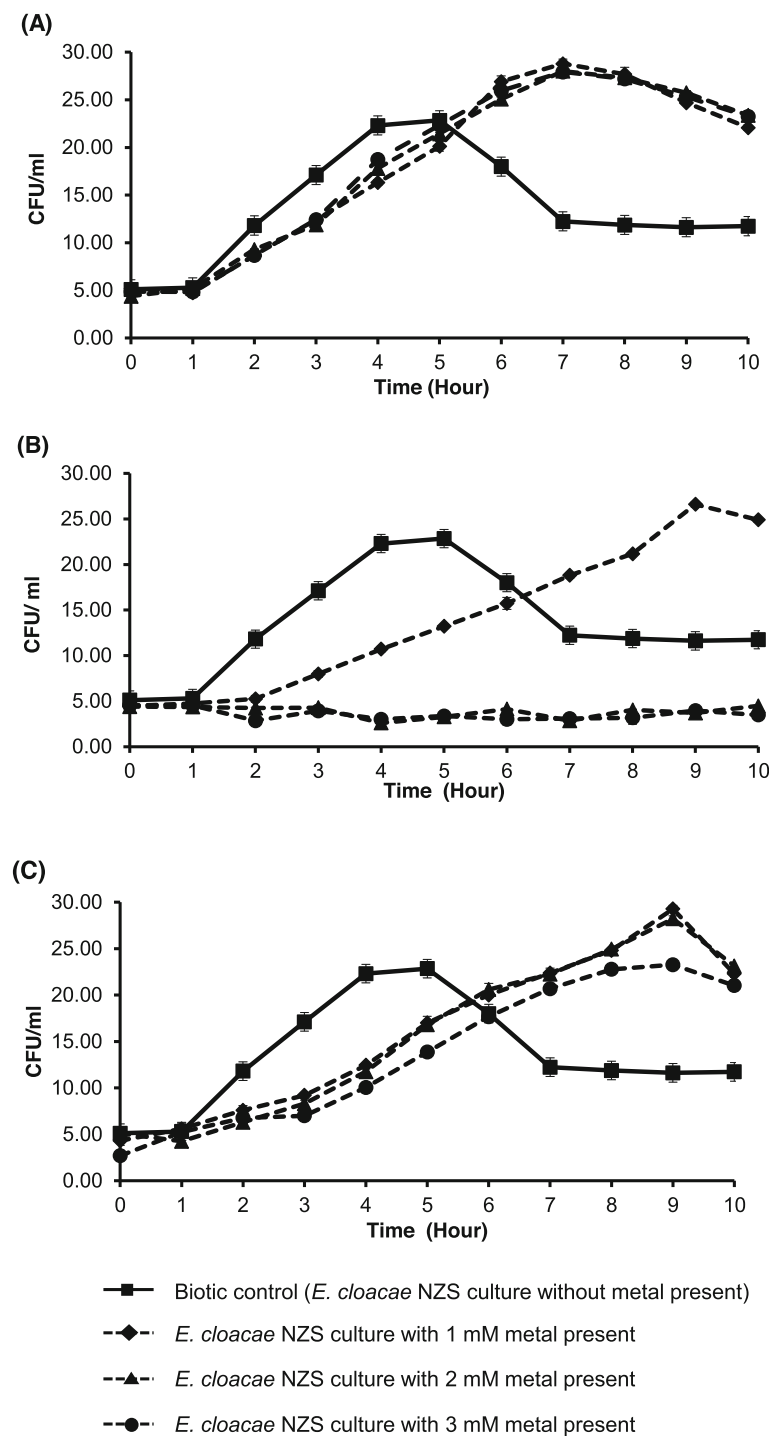 (A)
30.00
25.00
20.00
15.00
10.00
5.00
0.00
CFU/ml
0 1 2 3 4 5 6 7 8 9 10
Time (Hour)
(B)
30.00
25.00
20.00
15.00
10.00
5.00
0.00
CFU/ ml
0 1 2 3 4 5 6 7 8 9 10
Time (Hour)
(C)
30.00
25.00
20.00
15.00
10.00
5.00
0.00
CFU/ml
0 1 2 3 4 5 6 7 8 9 10
Time (Hour)
Biotic control (E. cloacae NZS culture without metal present)
E. cloacae NZS culture with 1 mM metal present
E. cloacae NZS culture with 2 mM metal present
E. cloacae NZS culture with 3 mM metal present